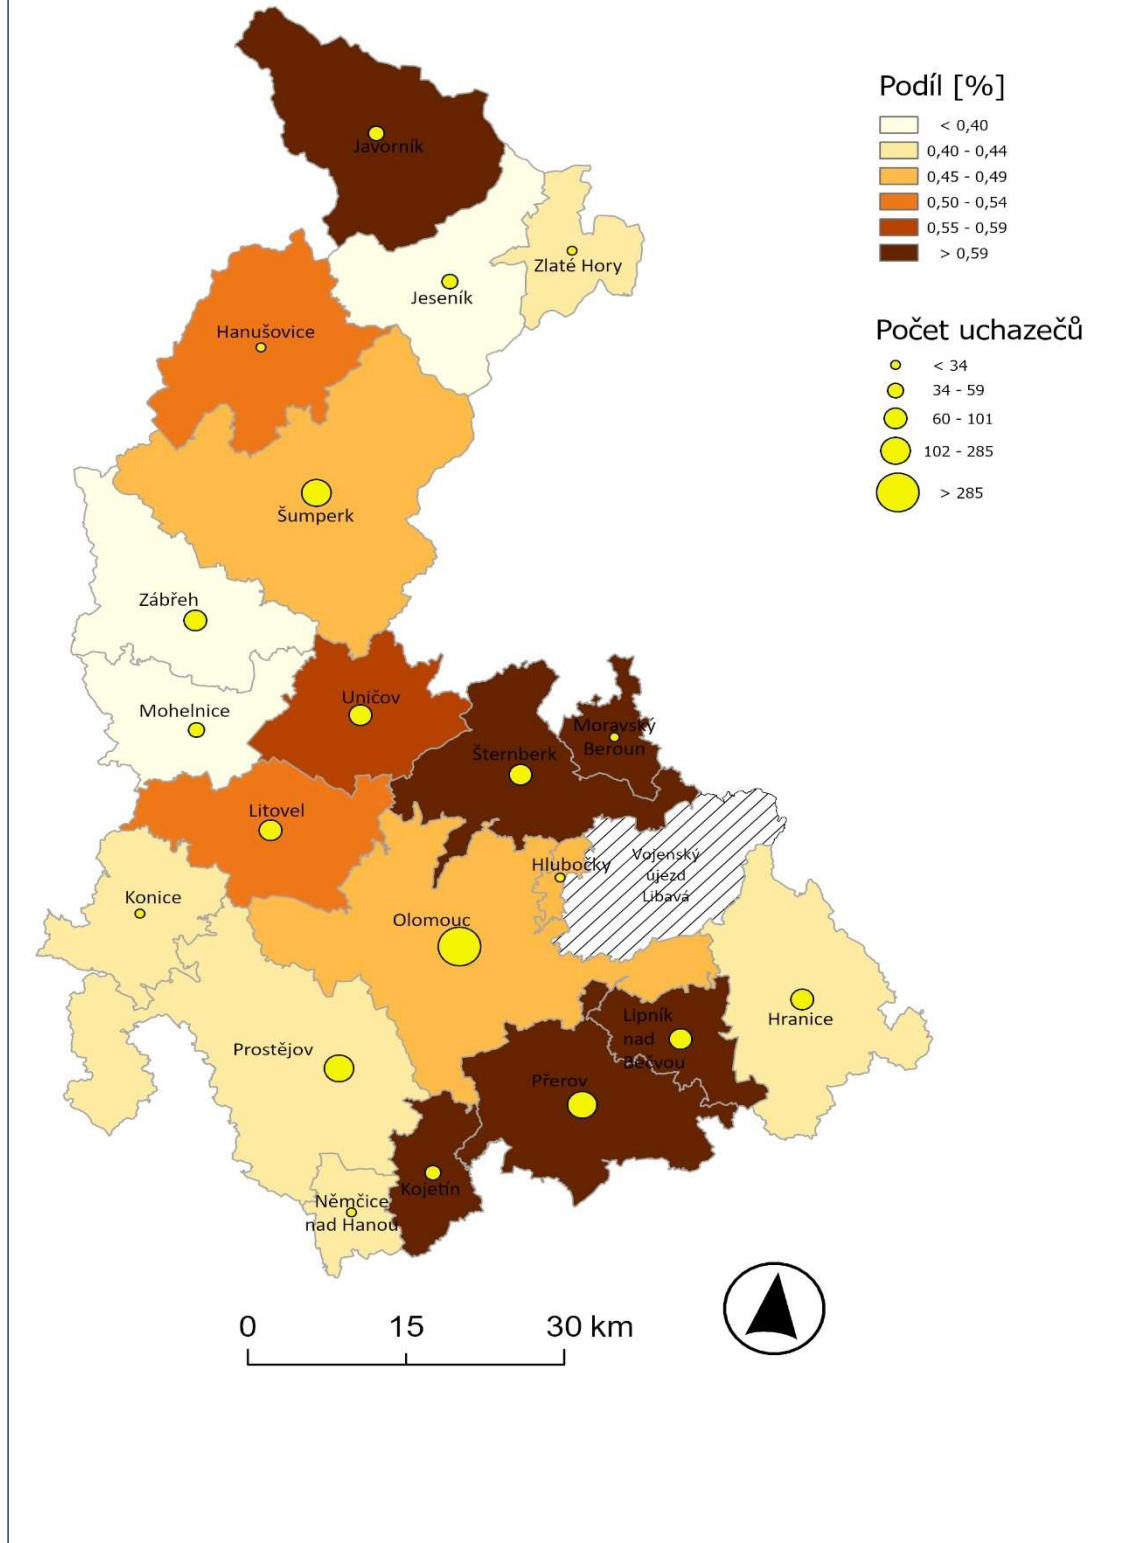 Podíl [%]
< 0,40
0,40 - 0,44
0,45 - 0,49
0,50 - 0,54
0,55 - 0,59
> 0,59
Počet uchazečů
< 34
34 - 59
60 - 101
102 - 285
> 285
Javorník
Zlaté Hory
Jeseník
Hanušovice
Šumperk
Zábřeh
Uničov
Mohelnice
Moravský
Beroun
Šternberk
Litovel
Hlubočky
Vojenský
újezd
Libavá
Konice
Olomouc
Hranice
Lipník
nad
Bečvou
Prostějov
Přerov
Kojetín
Němčice
nad Hanou
0 15 30 km